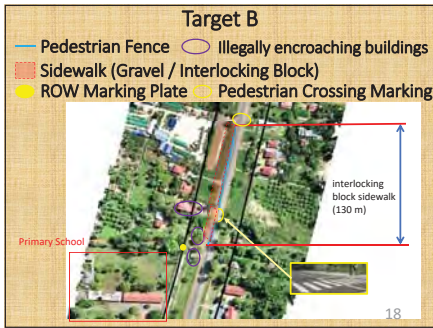 Target B
Pedestrian Fence
Illegally encroaching buildings
Sidewalk (Gravel / Interlocking Block)
ROW Marking Plate
Pedestrian Crossing Marking
interlocking
block sidewalk
(130 m)
Primary School
18